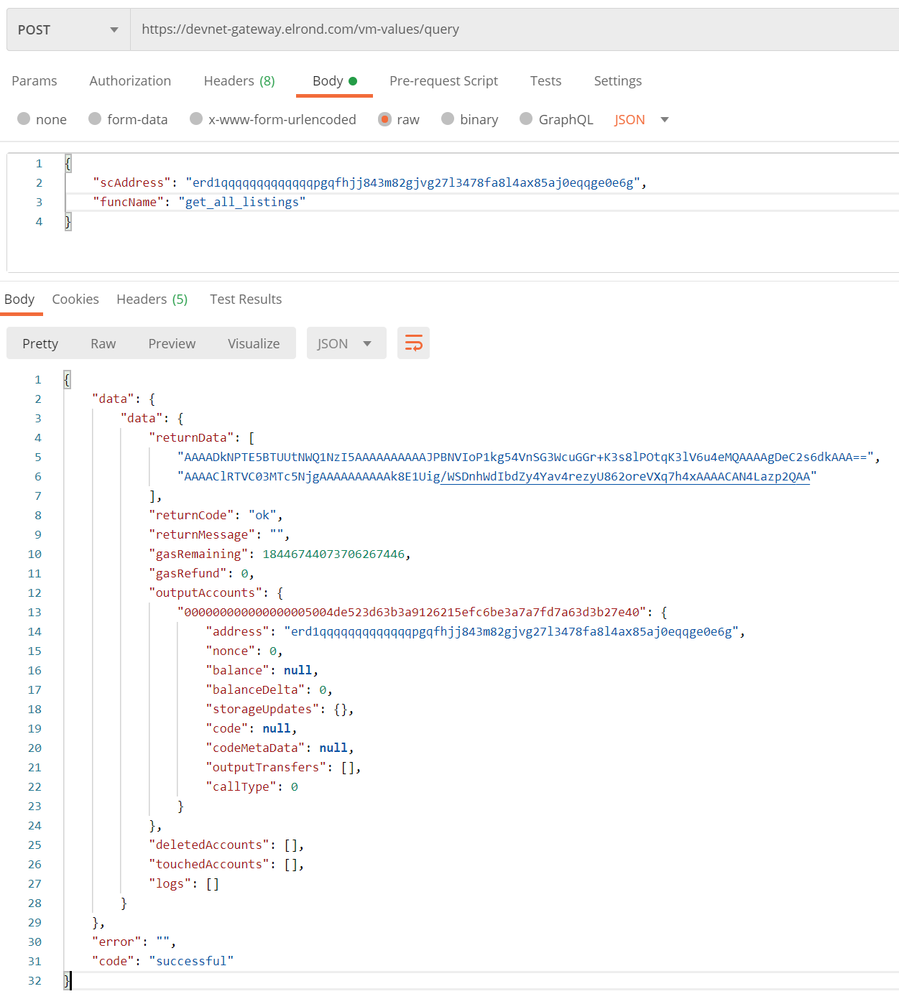 POST https://devnet-gateway.elrond.com/vm-values/query
Params Authorization Headers (8) Body Pre-request Script Tests Settings
none form-data x-www-form-urlencoded raw binary GraphQL JSON
1 {
2 "scAddress": "erd1qqqqqqqqqqqqqpgqfhjj843m82gjvg27l3478fa8l4ax85aj0eqqge0e6g",
3 "funcName": "get_all_listings"
4 }
Body Cookies Headers (5) Test Results
Pretty Raw Preview Visualize JSON
1 {
2 "data": {
3 "data": {
4 "returnData": [
5 "AAAADkNPTE5BTUUtNWQ1NzI5AAAAAAAAAAJPBNVIoP1kg54VnSG3WcuGGr+K3s8lPOtqK3lV6u4eMQAAAAgDeC2s6dkAAA==",
6 "AAAAClRTVC03MTc5NjgAAAAAAAAAAk8E1Uig/WSDnhWdIbdZy4Yav4rezyU862oreVXq7h4xAAAACAN4Lazp2QAA"
7 ],
8 "returnCode": "ok",
9 "returnMessage": "",
10 "gasRemaining": 18446744073706267446,
11 "gasRefund": 0,
12 "outputAccounts": {
13 "000000000000000005004de523d63b3a9126215efc6be3a7a7fd7a63d3b27e40": {
14 "address": "erd1qqqqqqqqqqqqqpgqfhjj843m82gjvg27l3478fa8l4ax85aj0eqqge0e6g",
15 "nonce": 0,
16 "balance": null,
17 "balanceDelta": 0,
18 "storageUpdates": {},
19 "code": null,
20 "codeMetaData": null,
21 "outputTransfers": [],
22 "callType": 0
23 }
24 },
25 "deletedAccounts": [],
26 "touchedAccounts": [],
27 "logs": []
28 }
29 },
30 "error": "",
31 "code": "successful"
32 }